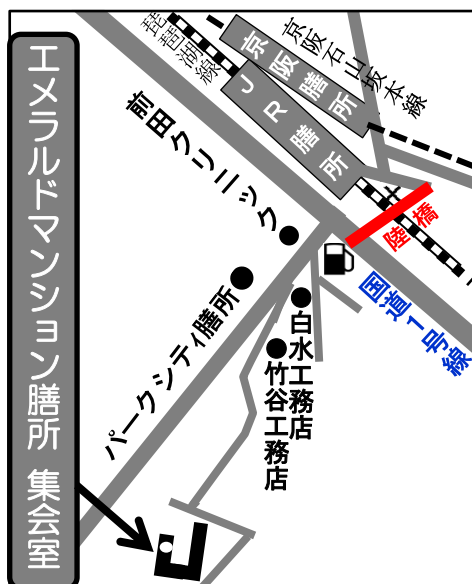 エメラルドマンション膳所 集会室
琵琶湖線
京阪膳所
京阪石山坂本線
JR膳所
前田クリニック
陸橋
国道1号線
パークシティ膳所
白水工務店
竹谷工務店